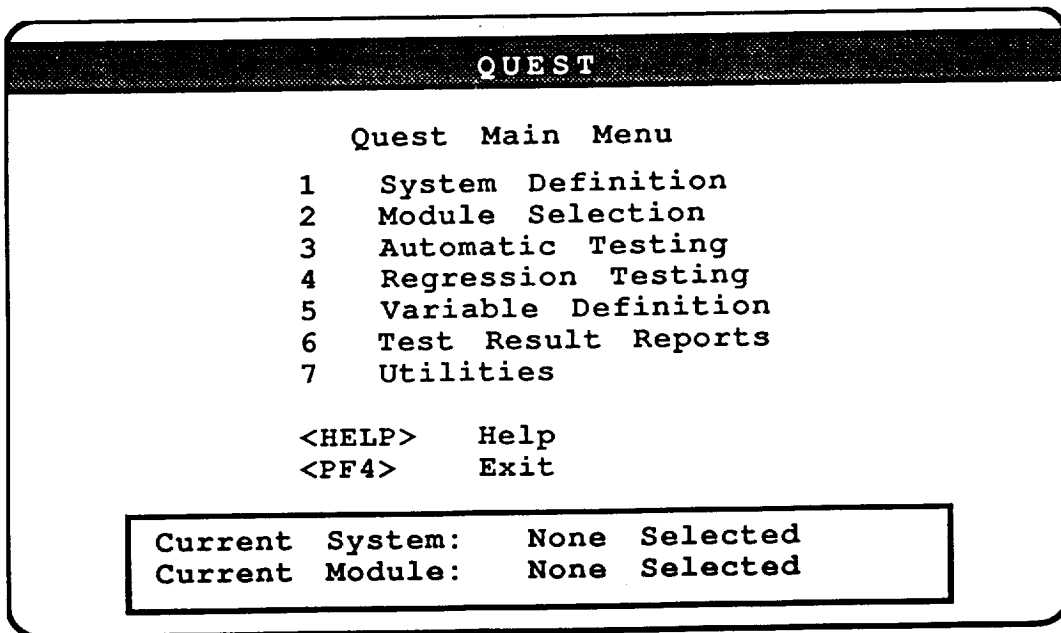 QUEST
Quest Main Menu
1 System Definition
2 Module Selection
3 Automatic Testing
4 Regression Testing
5 Variable Definition
6 Test Result Reports
7 Utilities
<HELP> Help
<PF4> Exit
Current System: None Selected
Current Module: None Selected